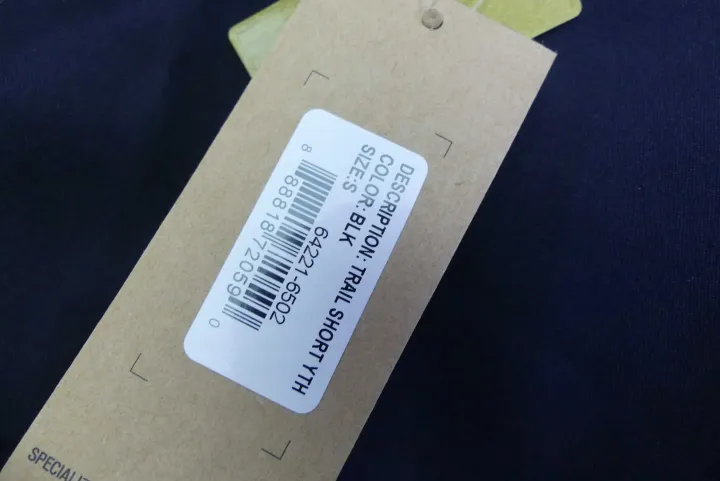 DESCRIPTION: TRAIL SHORT YTH
COLOR: BLK
SIZE:S
64221-6502
8 88818 72059 0